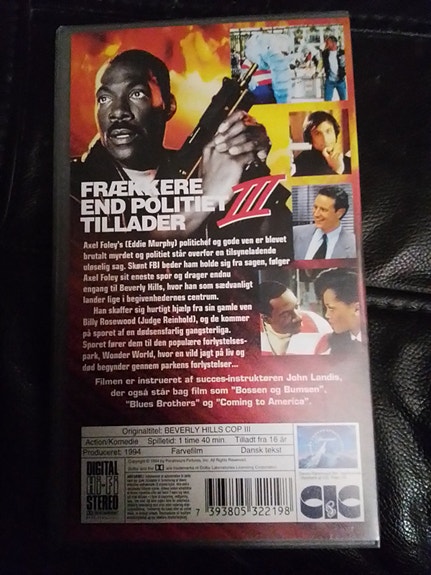 FRÆKKERE
END POLITIET
TILLADER III
Axel Foley's (Eddie Murphy) politichef og gode ven er blevet
brutalt myrdet og politiet står overfor en tilsyneladende
uløselig sag. Skønt FBI beder ham holde sig fra sagen, følger
Axel Foley sit eneste spor og drager endnu
engang til Beverly Hills, hvor han som sædvanligt
lander lige i begivenhedernes centrum.
Han skaffer sig hurtigt hjælp fra sin gamle ven
Billy Rosewood (Judge Reinhold), og de kommer
på sporet af en dødsensfarlig gangsterliga.
Sporet fører dem til den populære forlystelses-
park, Wonder World, hvor en vild jagt på liv og
død begynder gennem parkens forlystelser...
Filmen er instrueret af succes-instruktøren John Landis,
der også står bag film som "Bossen og Bumsen",
"Blues Brothers" og "Coming to America".
Originaltitel: BEVERLY HILLS COP III
Action/Komedie Spilletid: 1 time 40 min. Tilladt fra 16 år
Produceret: 1994 Farvefilm Dansk tekst
DIGITAL
HI-FI
STEREO
7 393805 322198
CIC